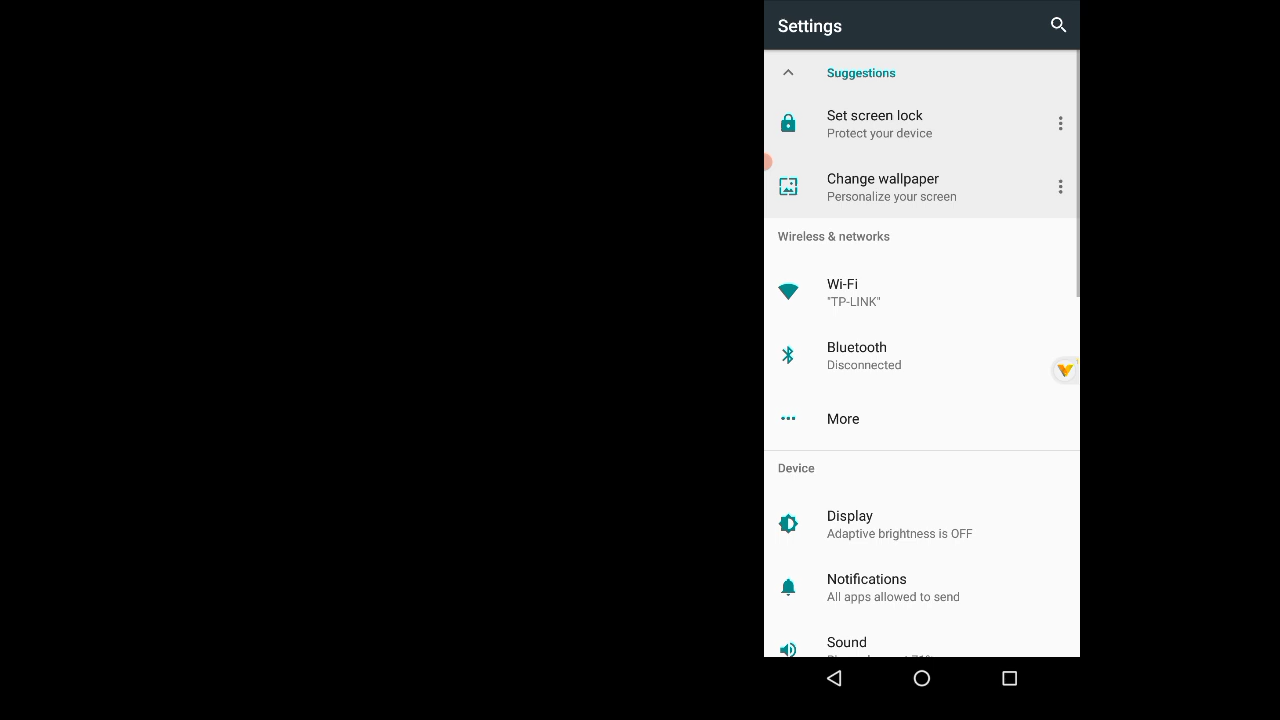 Settings
Suggestions
Set screen lock
Protect your device
Change wallpaper
Personalize your screen
Wireless & networks
Wi-Fi
"TP-LINK"
Bluetooth
Disconnected
More
Device
Display
Adaptive brightness is OFF
Notifications
All apps allowed to send
Sound